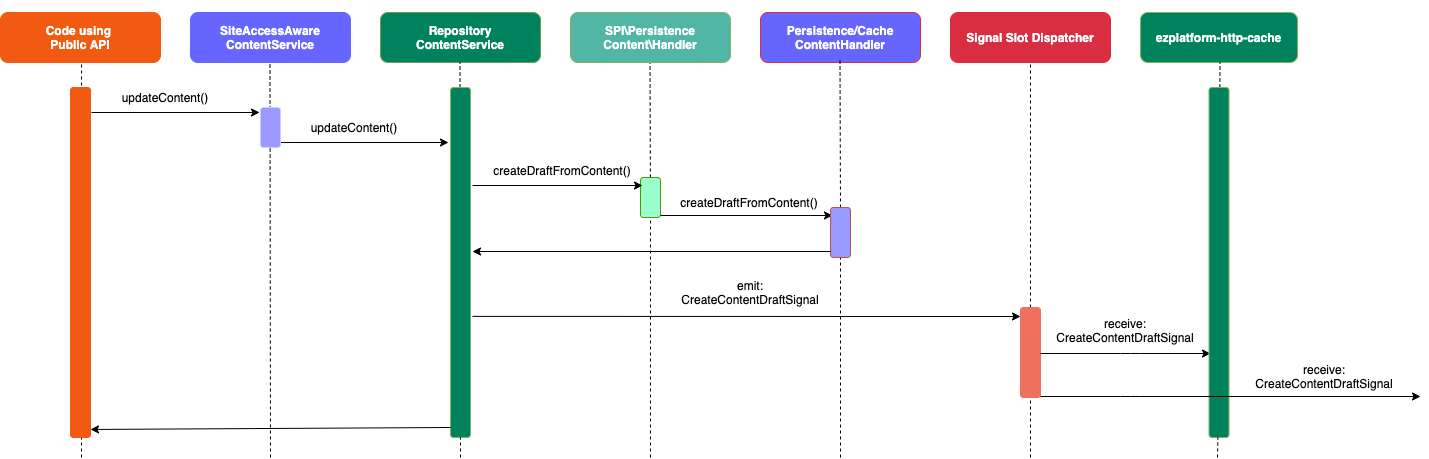 Code using
Public API
SiteAccessAware
ContentService
Repository
ContentService
SPI\Persistence
Content\Handler
Persistence/Cache
ContentHandler
Signal Slot Dispatcher
ezplatform-http-cache
updateContent()
updateContent()
createDraftFromContent()
createDraftFromContent()
emit:
CreateContentDraftSignal
receive:
CreateContentDraftSignal
receive:
CreateContentDraftSignal